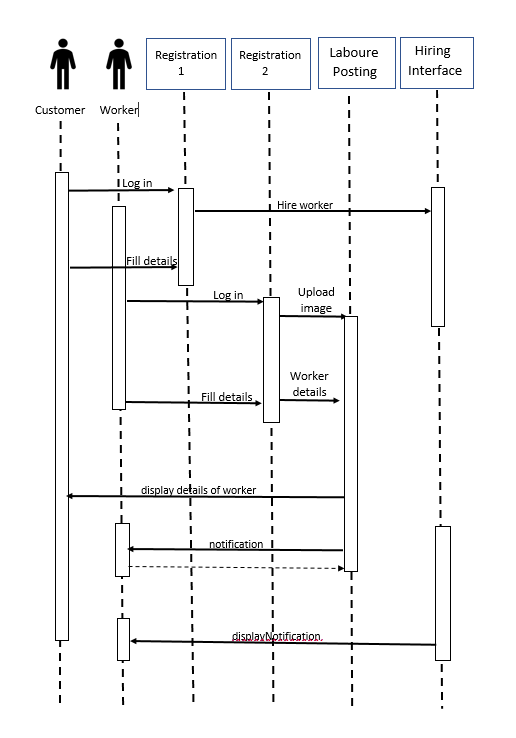 Registration
1
Registration
2
Laboure
Posting
Hiring
Interface
Customer
Worker
Log in
Hire worker
Fill details
Log in
Upload
image
Worker
details
Fill details
display details of worker
notification
displayNotification.